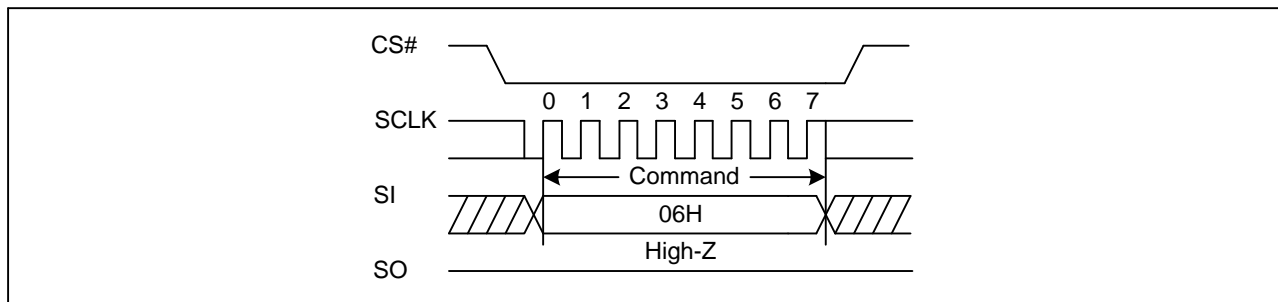 CS#
0 1 2 3 4 5 6 7
SCLK
Command
SI
06H
High-Z
SO